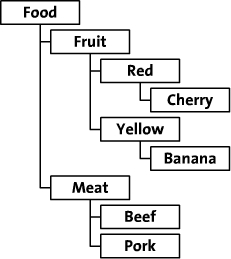 Food
Fruit
Red
Cherry
Yellow
Banana
Meat
Beef
Pork